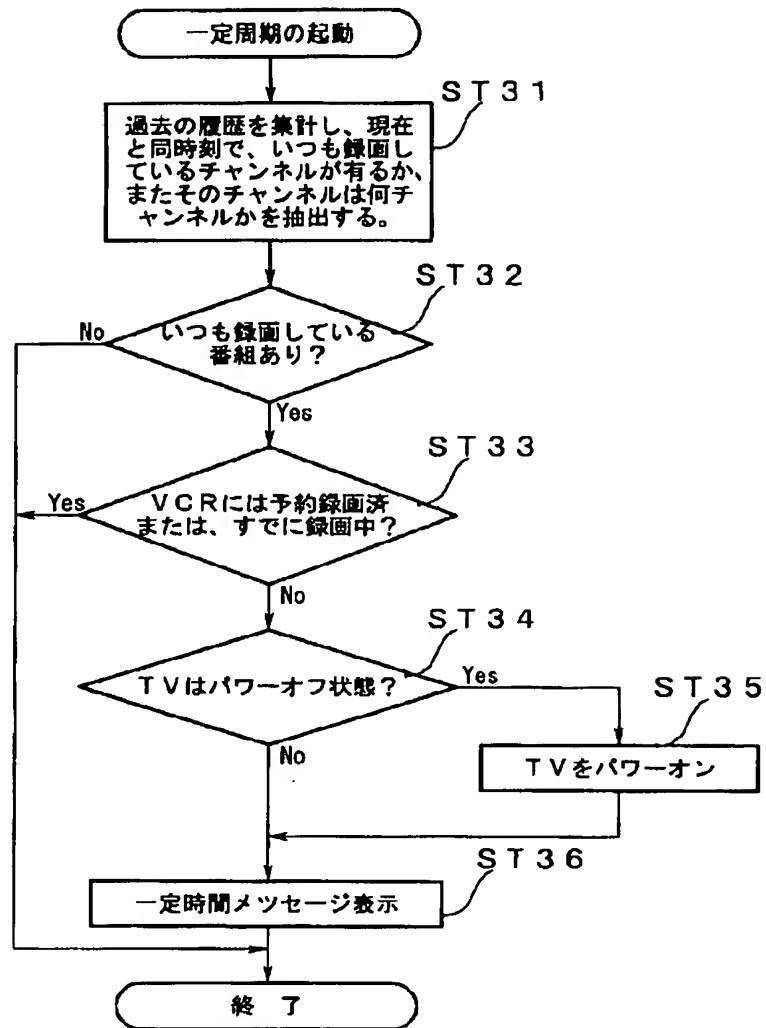 一定周期の起動
ST31
過去の履歴を集計し、現在
と同時刻で、いつも録画し
ているチャンネルが有るか、
またそのチャンネルは何チ
ャンネルかを抽出する。
ST32
いつも録画している
番組あり?
No
Yes
ST33
VCRには予約録画済
または、すでに録画中?
Yes
No
ST34
TVはパワーオフ状態?
Yes
No
ST35
TVをパワーオン
ST36
一定時間メツセージ表示
終 了